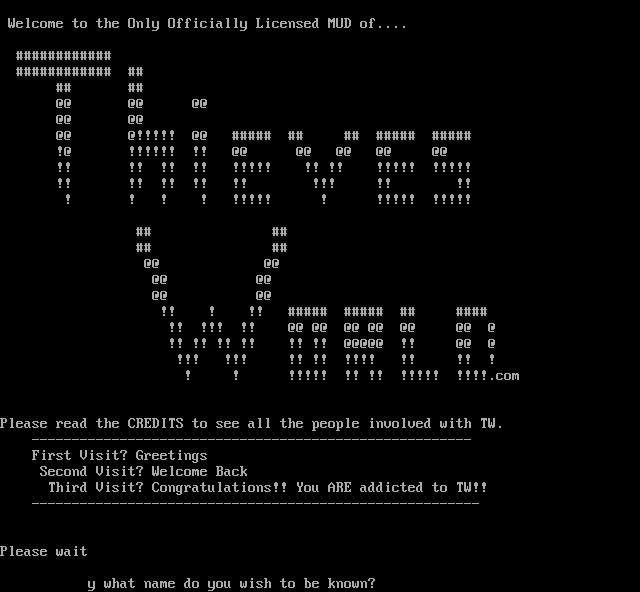 Welcome to the Only Officially Licensed MUD of....
Thieves
World
.com
Please read the CREDITS to see all the people involved with TW.
First Visit? Greetings
Second Visit? Welcome Back
Third Visit? Congratulations!! You ARE addicted to TW!!
Please wait
y what name do you wish to be known?